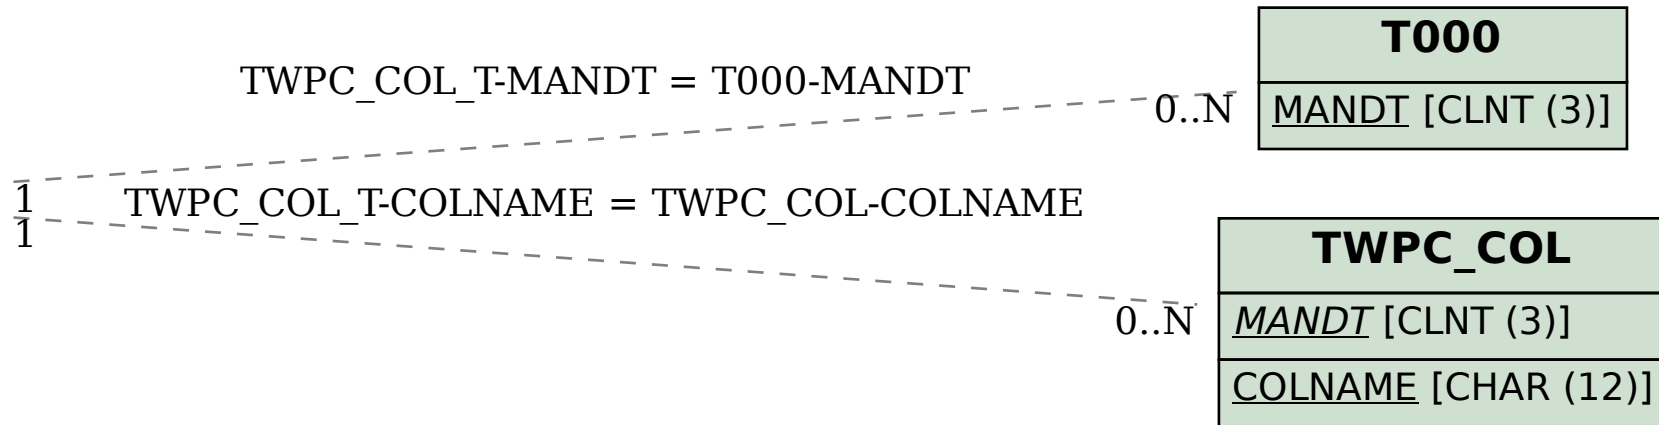 T000
TWPC_COL_T-MANDT = T000-MANDT
0..N
MANDT [CLNT (3)]
1
TWPC_COL_T-COLNAME = TWPC_COL-COLNAME
1
TWPC_COL
0..N
MANDT [CLNT (3)]
COLNAME [CHAR (12)]